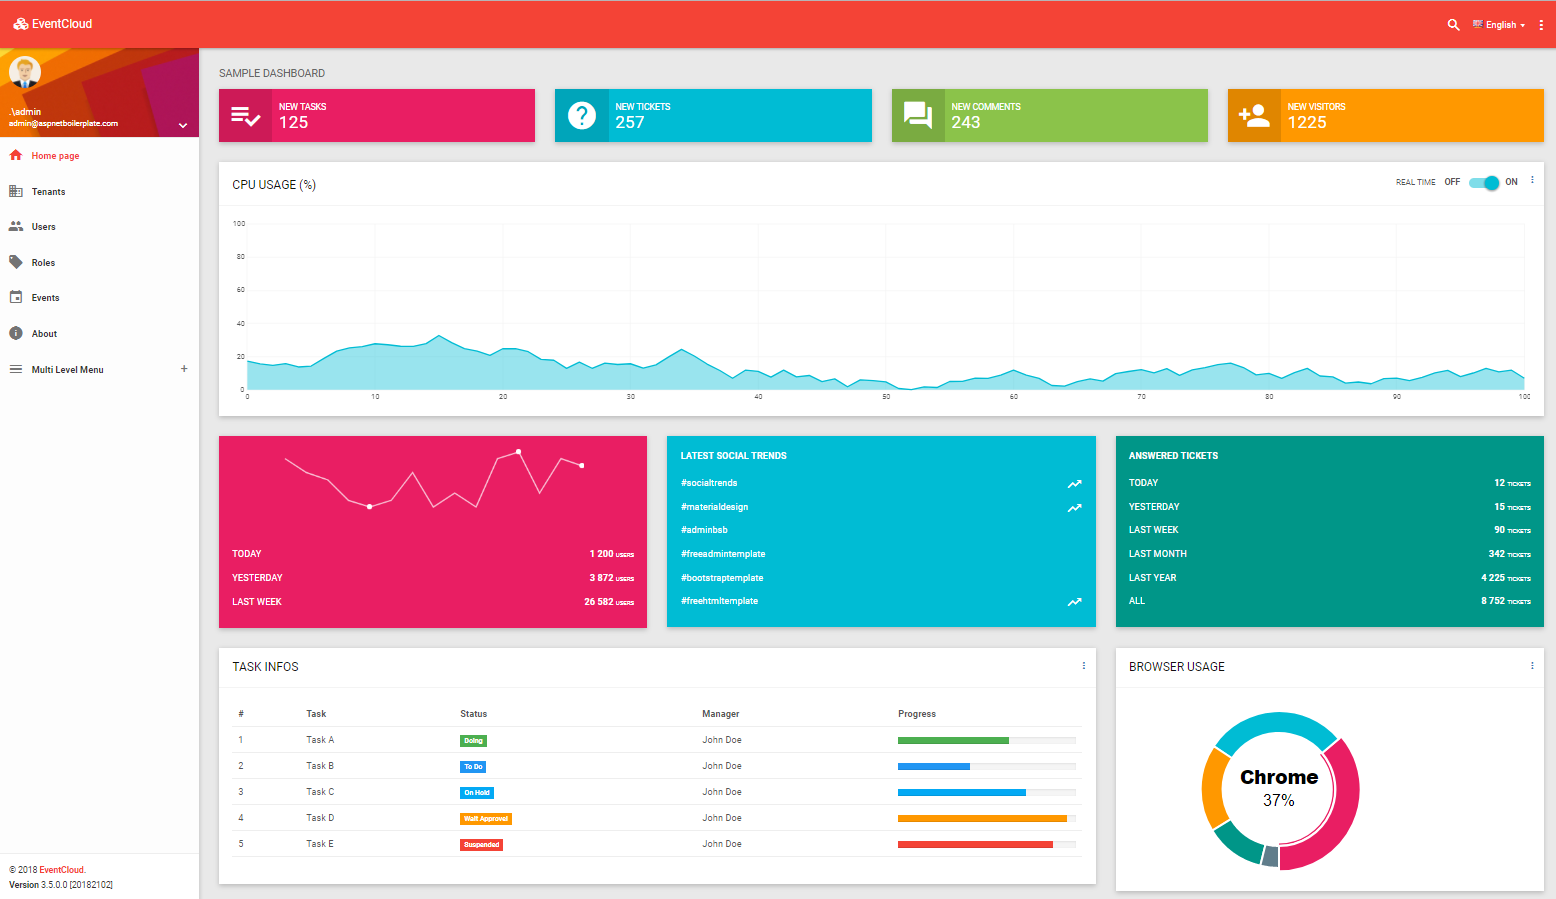 EventCloud
English
.\admin
admin@aspnetboilerplate.com
Home page
Tenants
Users
Roles
Events
About
Multi Level Menu +
© 2018 EventCloud.
Version 3.5.0.0 [20182102]
SAMPLE DASHBOARD
NEW TASKS
125
NEW TICKETS
257
NEW COMMENTS
243
NEW VISITORS
1225
CPU USAGE (%)
REAL TIME OFF ON
100
80
60
40
20
0
0 10 20 30 40 50 60 70 80 90 100
TODAY 1 200 USERS
YESTERDAY 3 872 USERS
LAST WEEK 26 582 USERS
LATEST SOCIAL TRENDS
#socialtrends
#materialdesign
#adminbsb
#freeadmintemplate
#bootstraptemplate
#freehtmltemplate
ANSWERED TICKETS
TODAY 12 TICKETS
YESTERDAY 15 TICKETS
LAST WEEK 90 TICKETS
LAST MONTH 342 TICKETS
LAST YEAR 4 225 TICKETS
ALL 8 752 TICKETS
TASK INFOS
# Task Status Manager Progress
1 Task A Doing John Doe
2 Task B To Do John Doe
3 Task C On Hold John Doe
4 Task D Wait Approval John Doe
5 Task E Suspended John Doe
BROWSER USAGE
Chrome
37%